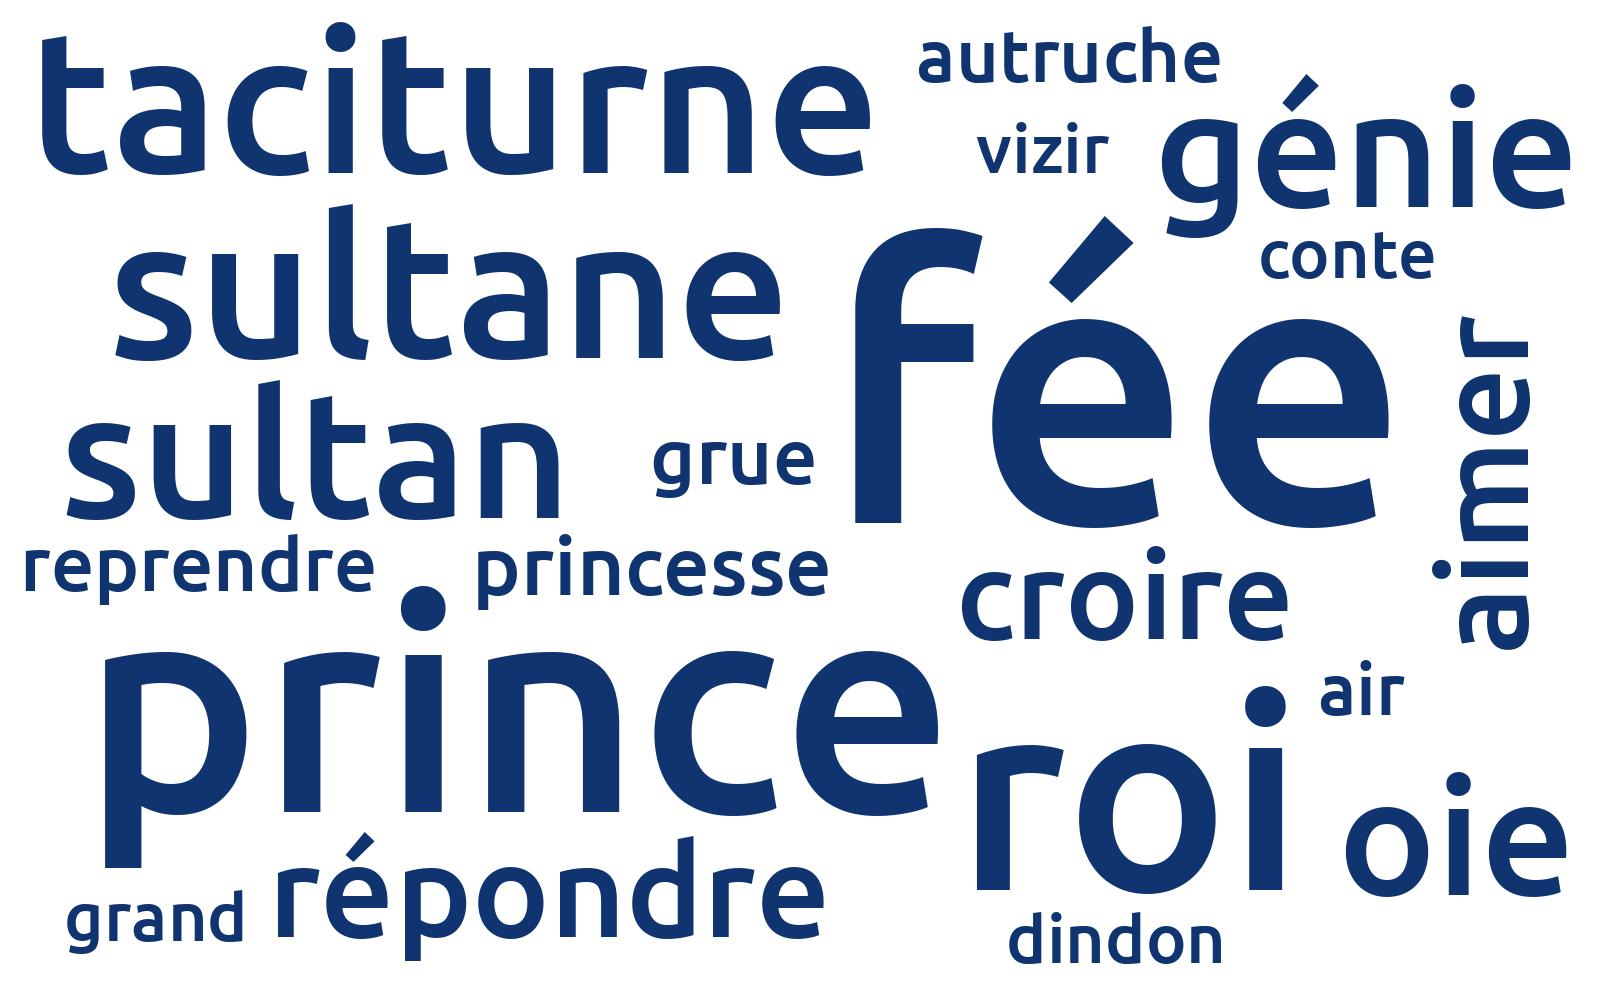 taciturne
autruche
vizir
génie
sultane
fée
conte
sultan
grue
aimer
reprendre
princesse
croire
prince
roi
air
oie
répondre
grand
dindon